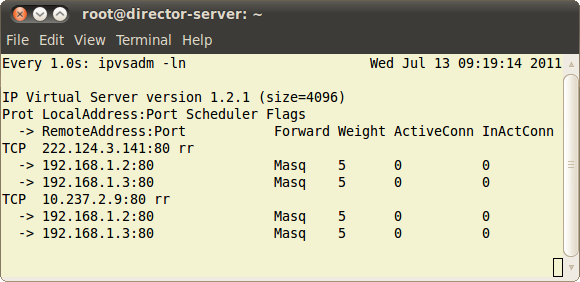 root@director-server: ~
File Edit View Terminal Help
Every 1.0s: ipvsadm -ln                       Wed Jul 13 09:19:14 2011
IP Virtual Server version 1.2.1 (size=4096)
Prot LocalAddress:Port Scheduler Flags
  -> RemoteAddress:Port           Forward Weight ActiveConn InActConn
TCP  222.124.3.141:80 rr
  -> 192.168.1.2:80               Masq    5      0          0
  -> 192.168.1.3:80               Masq    5      0          0
TCP  10.237.2.9:80 rr
  -> 192.168.1.2:80               Masq    5      0          0
  -> 192.168.1.3:80               Masq    5      0          0